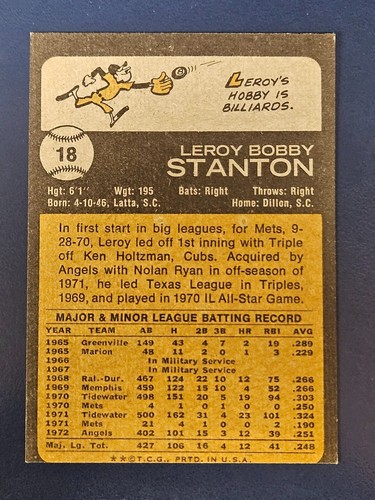 LEROY'S
HOBBY IS
BILLIARDS.
18
LEROY BOBBY
STANTON
Hgt: 6'1" Wgt: 195 Bats: Right Throws: Right
Born: 4-10-46, Latta, S.C. Home: Dillon, S.C.
In first start in big leagues, for Mets, 9-
28-70, Leroy led off 1st inning with Triple
off Ken Holtzman, Cubs. Acquired by
Angels with Nolan Ryan in off-season of
1971, he led Texas League in Triples,
1969, and played in 1970 IL All-Star Game.
MAJOR & MINOR LEAGUE BATTING RECORD
YEAR TEAM AB H 2B 3B HR RBI AVG
1965 Greenville 149 43 4 7 2 19 .289
1965 Marion 48 11 2 0 1 3 .229
1966 In Military Service
1967 In Military Service
1968 Ral.-Dur. 467 124 22 10 12 75 .266
1969 Memphis 459 122 15 10 4 52 .266
1970 Tidewater 498 151 20 5 19 94 .303
1970 Mets 4 1 0 1 0 0 .250
1971 Tidewater 500 162 31 4 23 101 .324
1971 Mets 21 4 1 0 0 2 .190
1972 Angels 402 101 15 3 12 39 .251
Maj. Lg. Tot. 427 106 16 4 12 41 .248
**©T.C.G., PRTD. IN U.S.A.